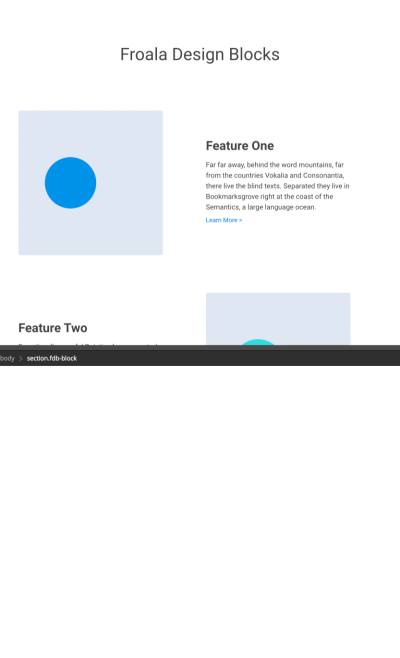 Froala Design Blocks
Feature One
Far far away, behind the word mountains, far
from the countries Vokalia and Consonantia,
there live the blind texts. Separated they live in
Bookmarksgrove right at the coast of the
Semantics, a large language ocean.
Learn More >
Feature Two
body > section.fdb-block